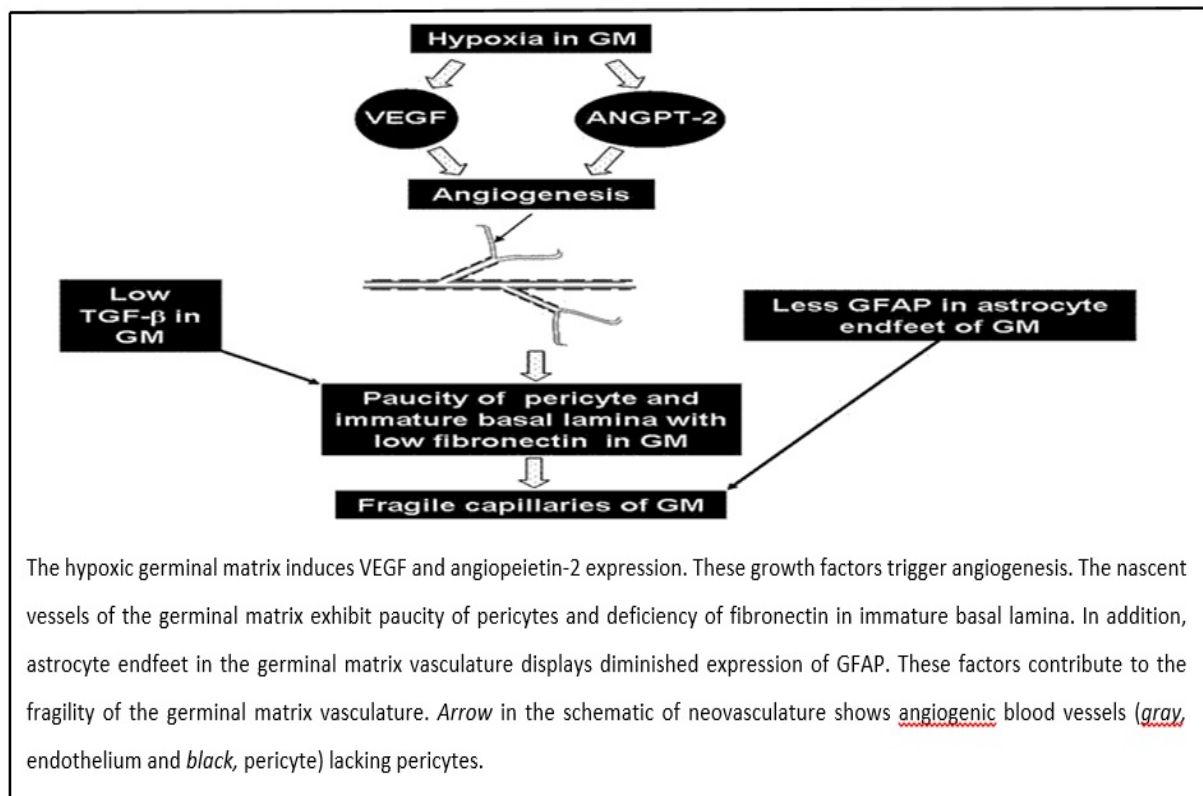 Hypoxia in GM
VEGF
ANGPT-2
Angiogenesis
Low
TGF-β in
GM
Less GFAP in astrocyte
endfeet of GM
Paucity of pericyte and
immature basal lamina with
low fibronectin in GM
Fragile capillaries of GM
The hypoxic germinal matrix induces VEGF and angiopeietin-2 expression. These growth factors trigger angiogenesis. The nascent
vessels of the germinal matrix exhibit paucity of pericytes and deficiency of fibronectin in immature basal lamina. In addition,
astrocyte endfeet in the germinal matrix vasculature displays diminished expression of GFAP. These factors contribute to the
fragility of the germinal matrix vasculature. Arrow in the schematic of neovasculature shows angiogenic blood vessels (gray,
endothelium and black, pericyte) lacking pericytes.